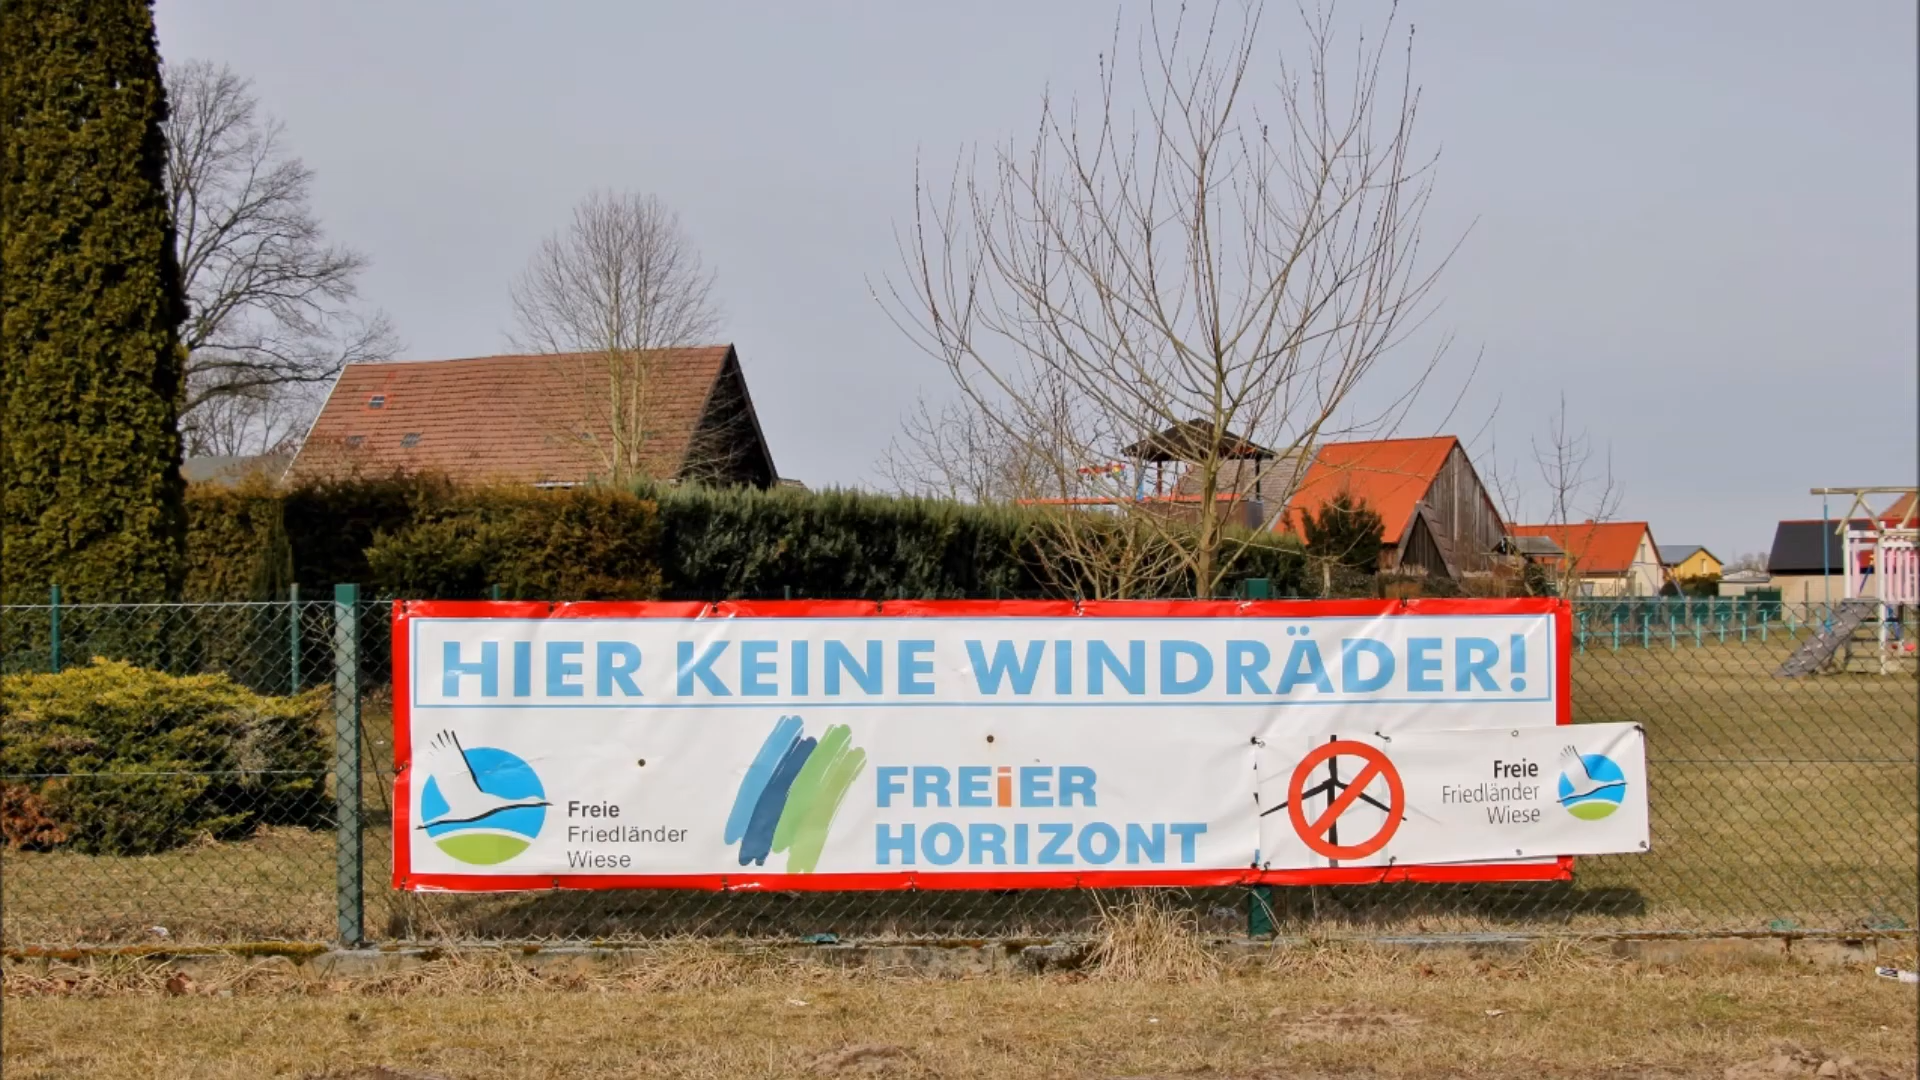 HIER KEINE WINDRÄDER!
Freie
Friedländer
Wiese
FREiER
HORIZONT
Freie
Friedländer
Wiese